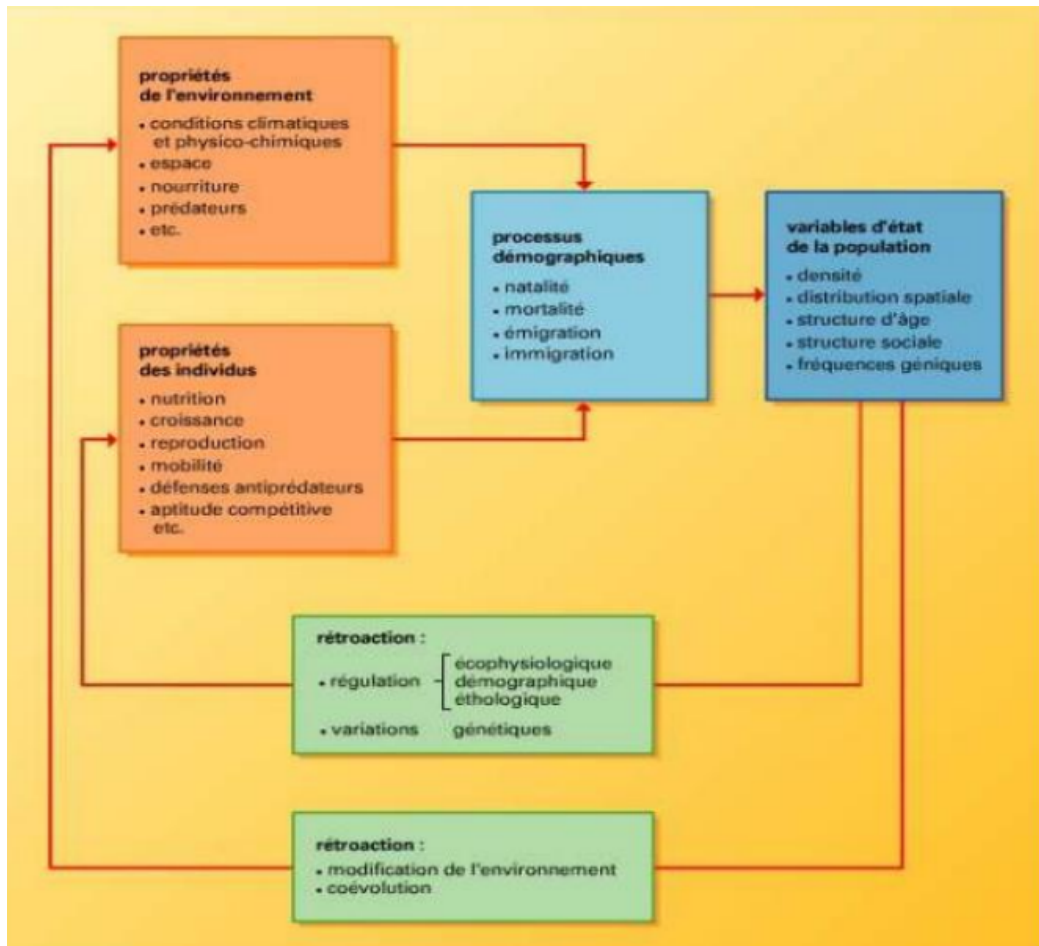 propriétés
de l'environnement
• conditions climatiques
et physico-chimiques
• espace
• nourriture
• prédateurs
• etc.
propriétés
des individus
• nutrition
• croissance
• reproduction
• mobilité
• défenses antiprédateurs
• aptitude compétitive
etc.
processus
démographiques
• natalité
• mortalité
• émigration
• immigration
variables d'état
de la population
• densité
• distribution spatiale
• structure d'âge
• structure sociale
• fréquences géniques
rétroaction :
écophysiologique
• régulation démographique
éthologique
• variations génétiques
rétroaction :
• modification de l'environnement
• coévolution